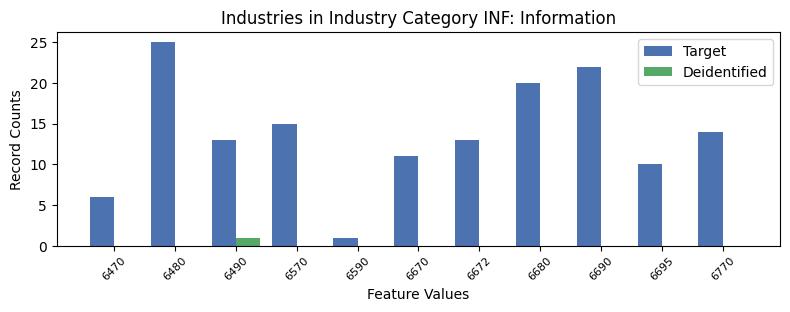 Industries in Industry Category INF: Information
Target
Deidentified
Record Counts
25
20
15
10
5
0
6470 6480 6490 6570 6590 6670 6672 6680 6690 6695 6770
Feature Values